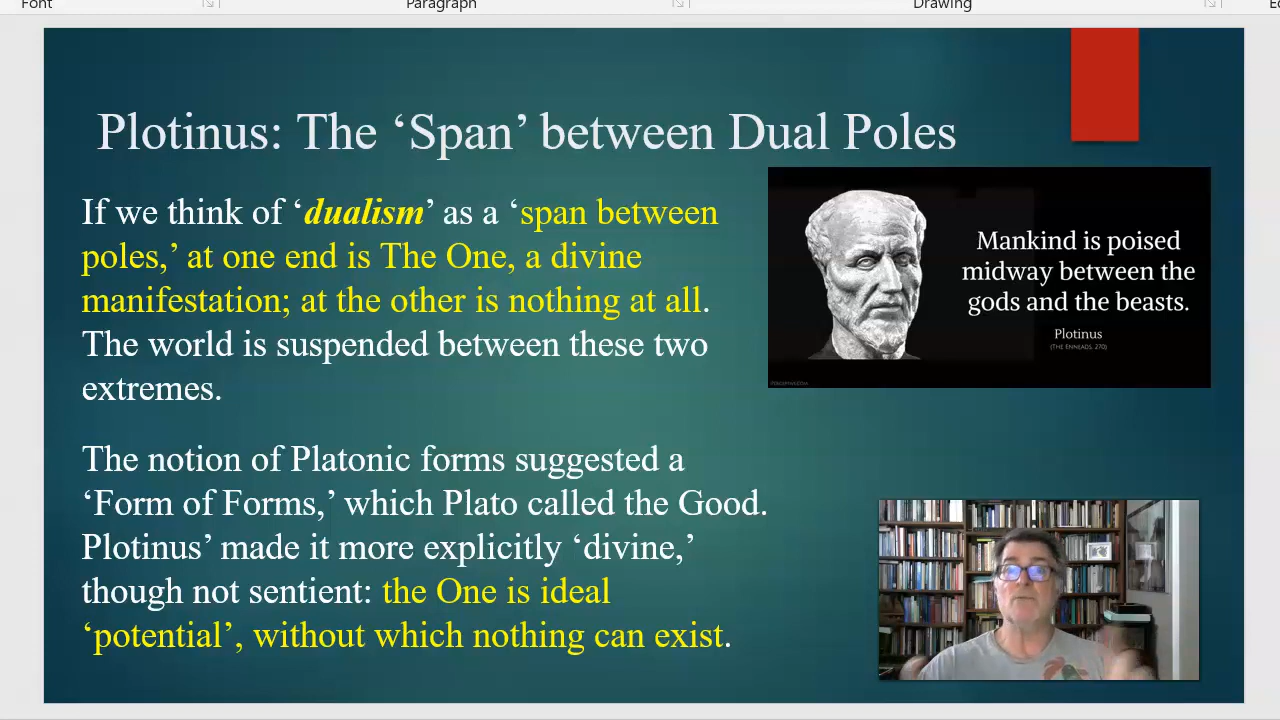 Font
Paragraph
Drawing
Plotinus: The ‘Span’ between Dual Poles
If we think of ‘dualism’ as a ‘span between
poles,’ at one end is The One, a divine
manifestation; at the other is nothing at all.
The world is suspended between these two
extremes.
The notion of Platonic forms suggested a
‘Form of Forms,’ which Plato called the Good.
Plotinus’ made it more explicitly ‘divine,’
though not sentient: the One is ideal
‘potential’, without which nothing can exist.
Mankind is poised
midway between the
gods and the beasts.
Plotinus
(THE ENNEADS, 270)